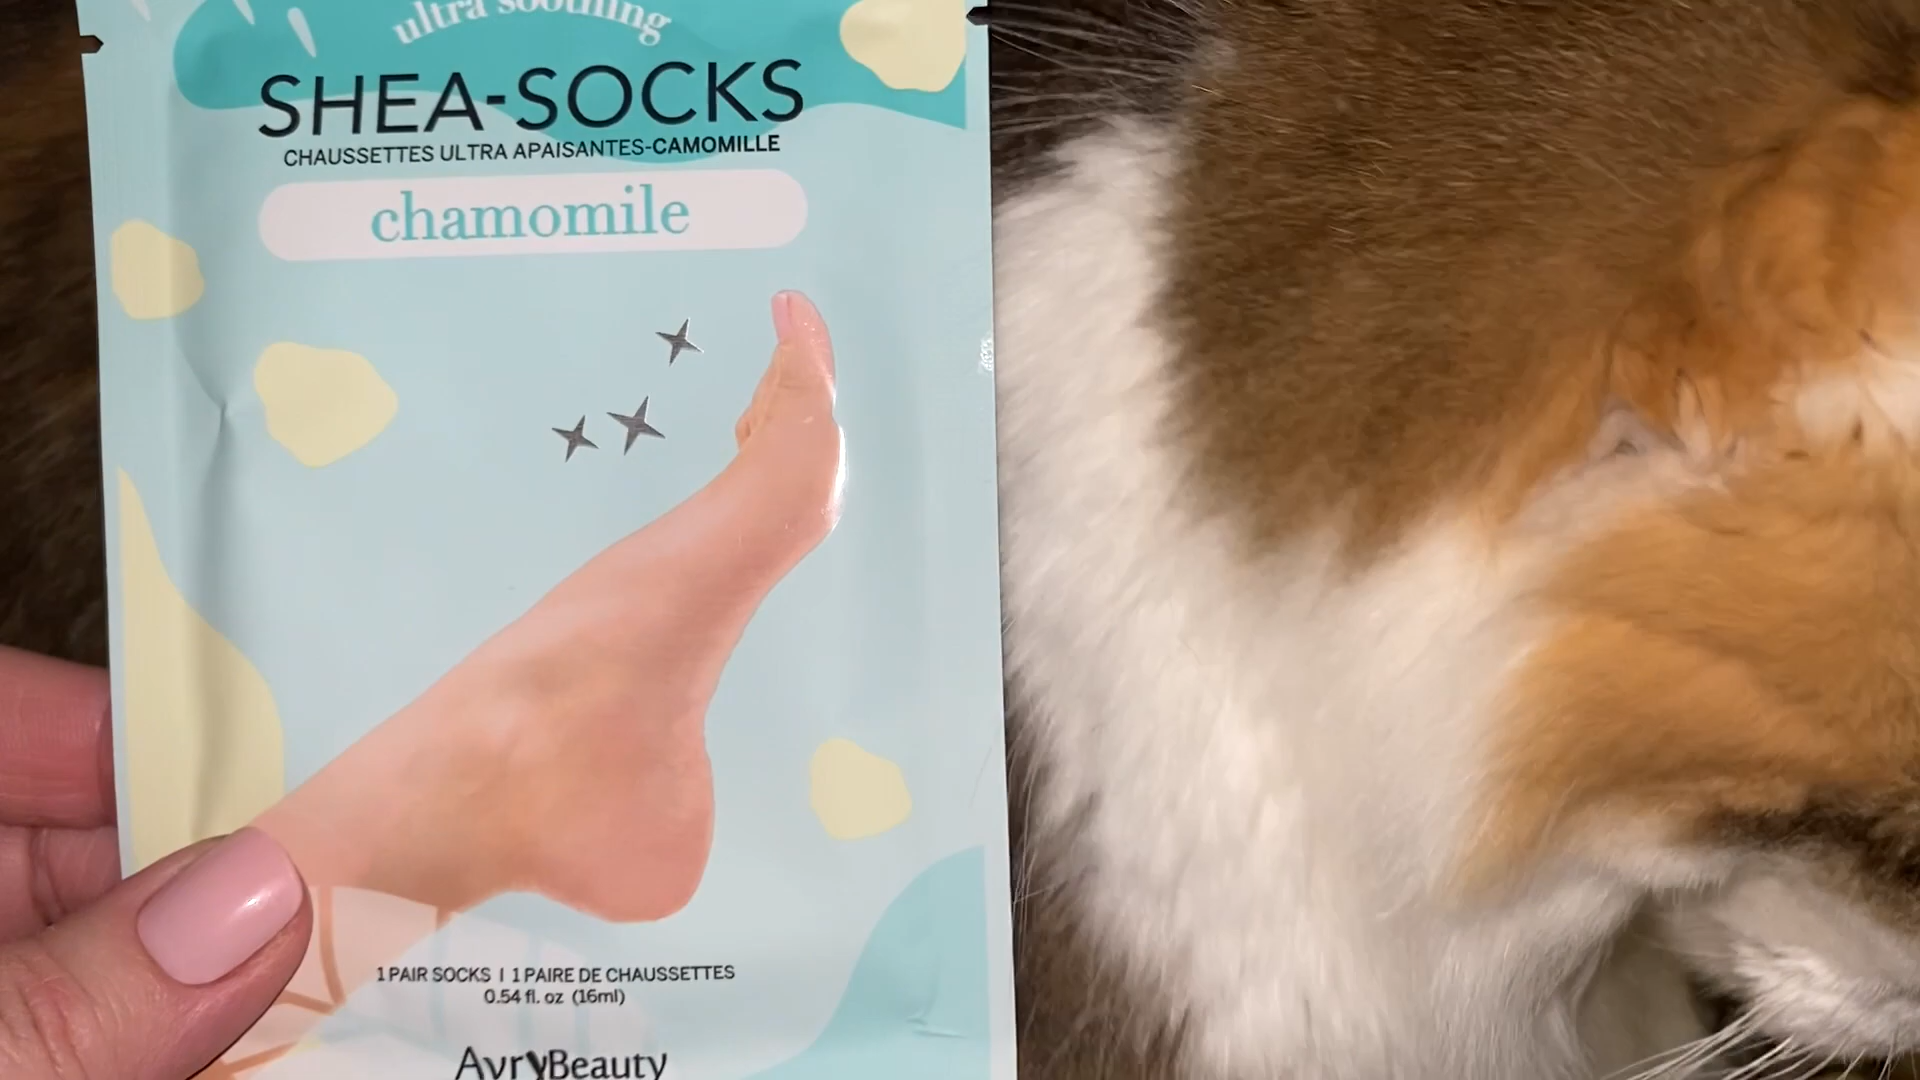 ultra soothing
SHEA-SOCKS
CHAUSSETTES ULTRA APAISANTES-CAMOMILLE
chamomile
1 PAIR SOCKS | 1 PAIRE DE CHAUSSETTES
0.54 fl. oz (16ml)
AvryBeauty